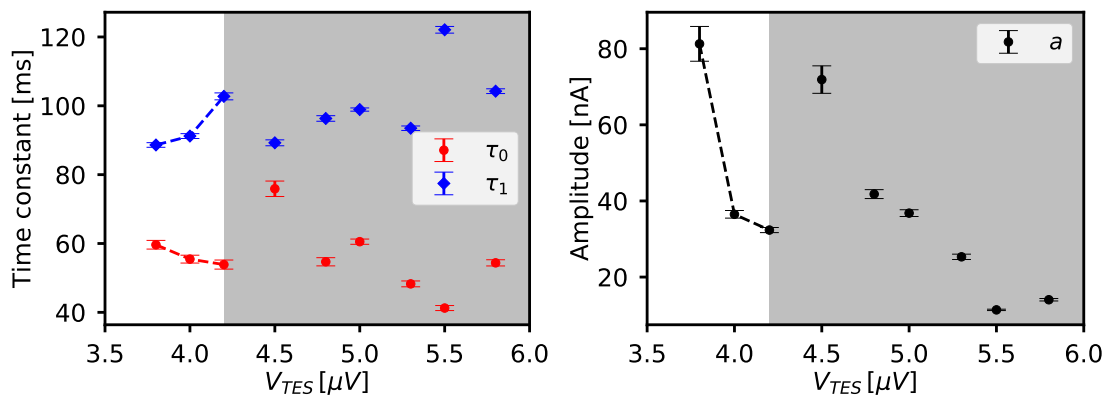 Time constant [ms]
120
100
80
60
40
3.5 4.0 4.5 5.0 5.5 6.0
V_TES [μV]
τ₀
τ₁
Amplitude [nA]
80
60
40
20
3.5 4.0 4.5 5.0 5.5 6.0
V_TES [μV]
a